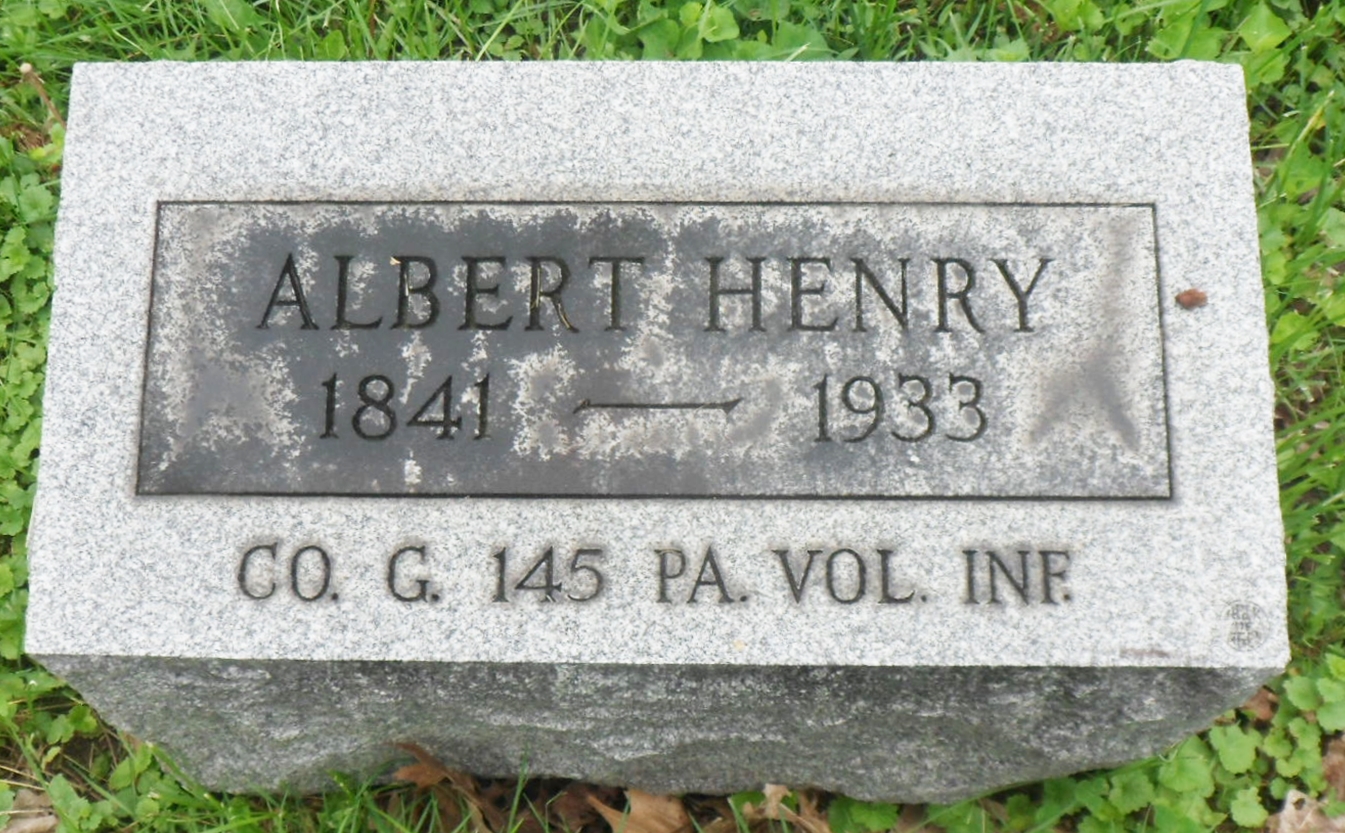 ALBERT HENRY
1841 — 1933
CO. G. 145 PA. VOL. INF.